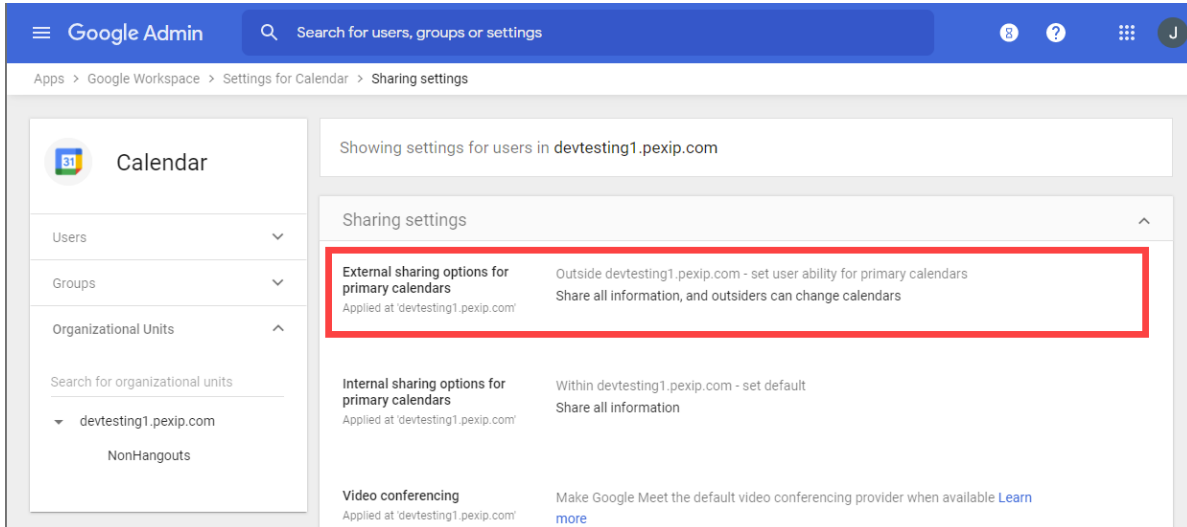 Google Admin
Search for users, groups or settings
8
?
J
Apps > Google Workspace > Settings for Calendar > Sharing settings
31
Calendar
Users
Groups
Organizational Units
Search for organizational units
devtesting1.pexip.com
NonHangouts
Showing settings for users in devtesting1.pexip.com
Sharing settings
External sharing options for
primary calendars
Applied at 'devtesting1.pexip.com'
Outside devtesting1.pexip.com - set user ability for primary calendars
Share all information, and outsiders can change calendars
Internal sharing options for
primary calendars
Applied at 'devtesting1.pexip.com'
Within devtesting1.pexip.com - set default
Share all information
Video conferencing
Applied at 'devtesting1.pexip.com'
Make Google Meet the default video conferencing provider when available Learn
more